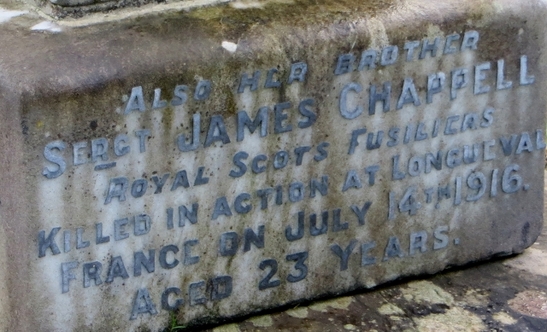 ALSO HER BROTHER
SERGT JAMES CHAPPELL
ROYAL SCOTS FUSILIERS
KILLED IN ACTION AT LONGUEVAL
FRANCE ON JULY 14TH 1916.
AGED 23 YEARS.